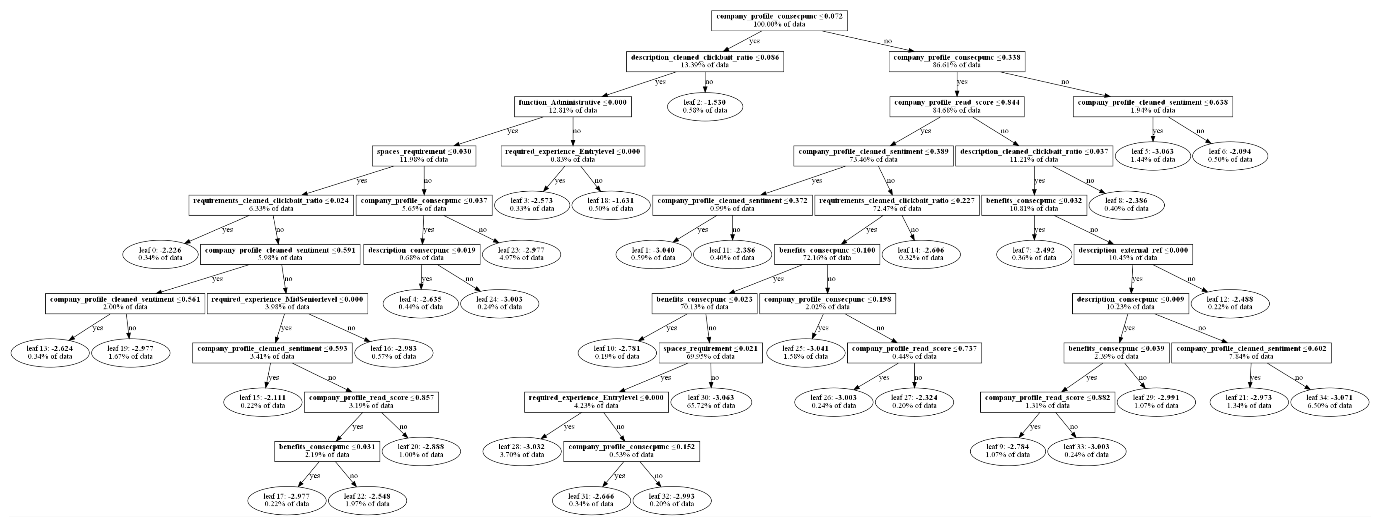 company_profile_consecpunc ≤0.072
100.00% of data
yes
no
description_cleaned_clickbait_ratio ≤0.086
13.39% of data
company_profile_consecpunc ≤0.338
86.61% of data
yes
no
yes
no
function_Administrative ≤0.000
12.81% of data
leaf 2: -1.530
0.58% of data
company_profile_read_score ≤0.844
84.68% of data
company_profile_cleaned_sentiment ≤0.638
1.94% of data
yes
no
yes
no
yes
no
spaces_requirement ≤0.030
11.98% of data
required_experience_Entrylevel ≤0.000
0.83% of data
company_profile_cleaned_sentiment ≤0.389
73.46% of data
description_cleaned_clickbait_ratio ≤0.037
11.21% of data
leaf 5: -3.063
1.44% of data
leaf 6: -2.094
0.50% of data
yes
no
yes
no
yes
no
yes
no
requirements_cleaned_clickbait_ratio ≤0.024
6.33% of data
company_profile_consecpunc ≤0.037
5.65% of data
leaf 3: -2.573
0.33% of data
leaf 18: -1.631
0.50% of data
company_profile_cleaned_sentiment ≤0.372
0.99% of data
requirements_cleaned_clickbait_ratio ≤0.227
72.47% of data
benefits_consecpunc ≤0.032
10.81% of data
leaf 8: -2.386
0.40% of data
yes
no
yes
no
yes
no
yes
no
yes
no
leaf 0: -2.226
0.34% of data
company_profile_cleaned_sentiment ≤0.591
5.98% of data
description_consecpunc ≤0.019
0.68% of data
leaf 23: -2.977
4.97% of data
leaf 1: -3.040
0.59% of data
leaf 11: -2.386
0.40% of data
benefits_consecpunc ≤0.100
72.16% of data
leaf 14: -2.606
0.32% of data
leaf 7: -2.492
0.36% of data
description_external_ref ≤0.000
10.45% of data
yes
no
yes
no
yes
no
yes
no
company_profile_cleaned_sentiment ≤0.561
2.00% of data
required_experience_MidSeniorlevel ≤0.000
3.98% of data
leaf 4: -2.635
0.44% of data
leaf 24: -3.003
0.24% of data
benefits_consecpunc ≤0.023
70.13% of data
company_profile_consecpunc ≤0.198
2.02% of data
description_consecpunc ≤0.009
10.23% of data
leaf 12: -2.488
0.22% of data
yes
no
yes
no
yes
no
yes
no
yes
no
leaf 13: -2.624
0.34% of data
leaf 19: -2.977
1.67% of data
company_profile_cleaned_sentiment ≤0.593
3.41% of data
leaf 16: -2.983
0.57% of data
leaf 10: -2.781
0.19% of data
spaces_requirement ≤0.021
69.95% of data
leaf 25: -3.041
1.58% of data
company_profile_read_score ≤0.737
0.44% of data
benefits_consecpunc ≤0.039
2.39% of data
company_profile_cleaned_sentiment ≤0.602
7.84% of data
yes
no
yes
no
yes
no
yes
no
yes
no
leaf 15: -2.111
0.22% of data
company_profile_read_score ≤0.857
3.19% of data
required_experience_Entrylevel ≤0.000
4.23% of data
leaf 30: -3.063
65.72% of data
leaf 26: -3.003
0.24% of data
leaf 27: -2.324
0.20% of data
company_profile_read_score ≤0.882
1.31% of data
leaf 29: -2.991
1.07% of data
leaf 21: -2.973
1.34% of data
leaf 34: -3.071
6.50% of data
yes
no
yes
no
yes
no
benefits_consecpunc ≤0.031
2.19% of data
leaf 20: -2.888
1.00% of data
leaf 28: -3.032
3.70% of data
company_profile_consecpunc ≤0.152
0.53% of data
leaf 9: -2.784
1.07% of data
leaf 33: -3.003
0.24% of data
yes
no
yes
no
leaf 17: -2.977
0.22% of data
leaf 22: -2.548
1.97% of data
leaf 31: -2.666
0.34% of data
leaf 32: -2.993
0.20% of data